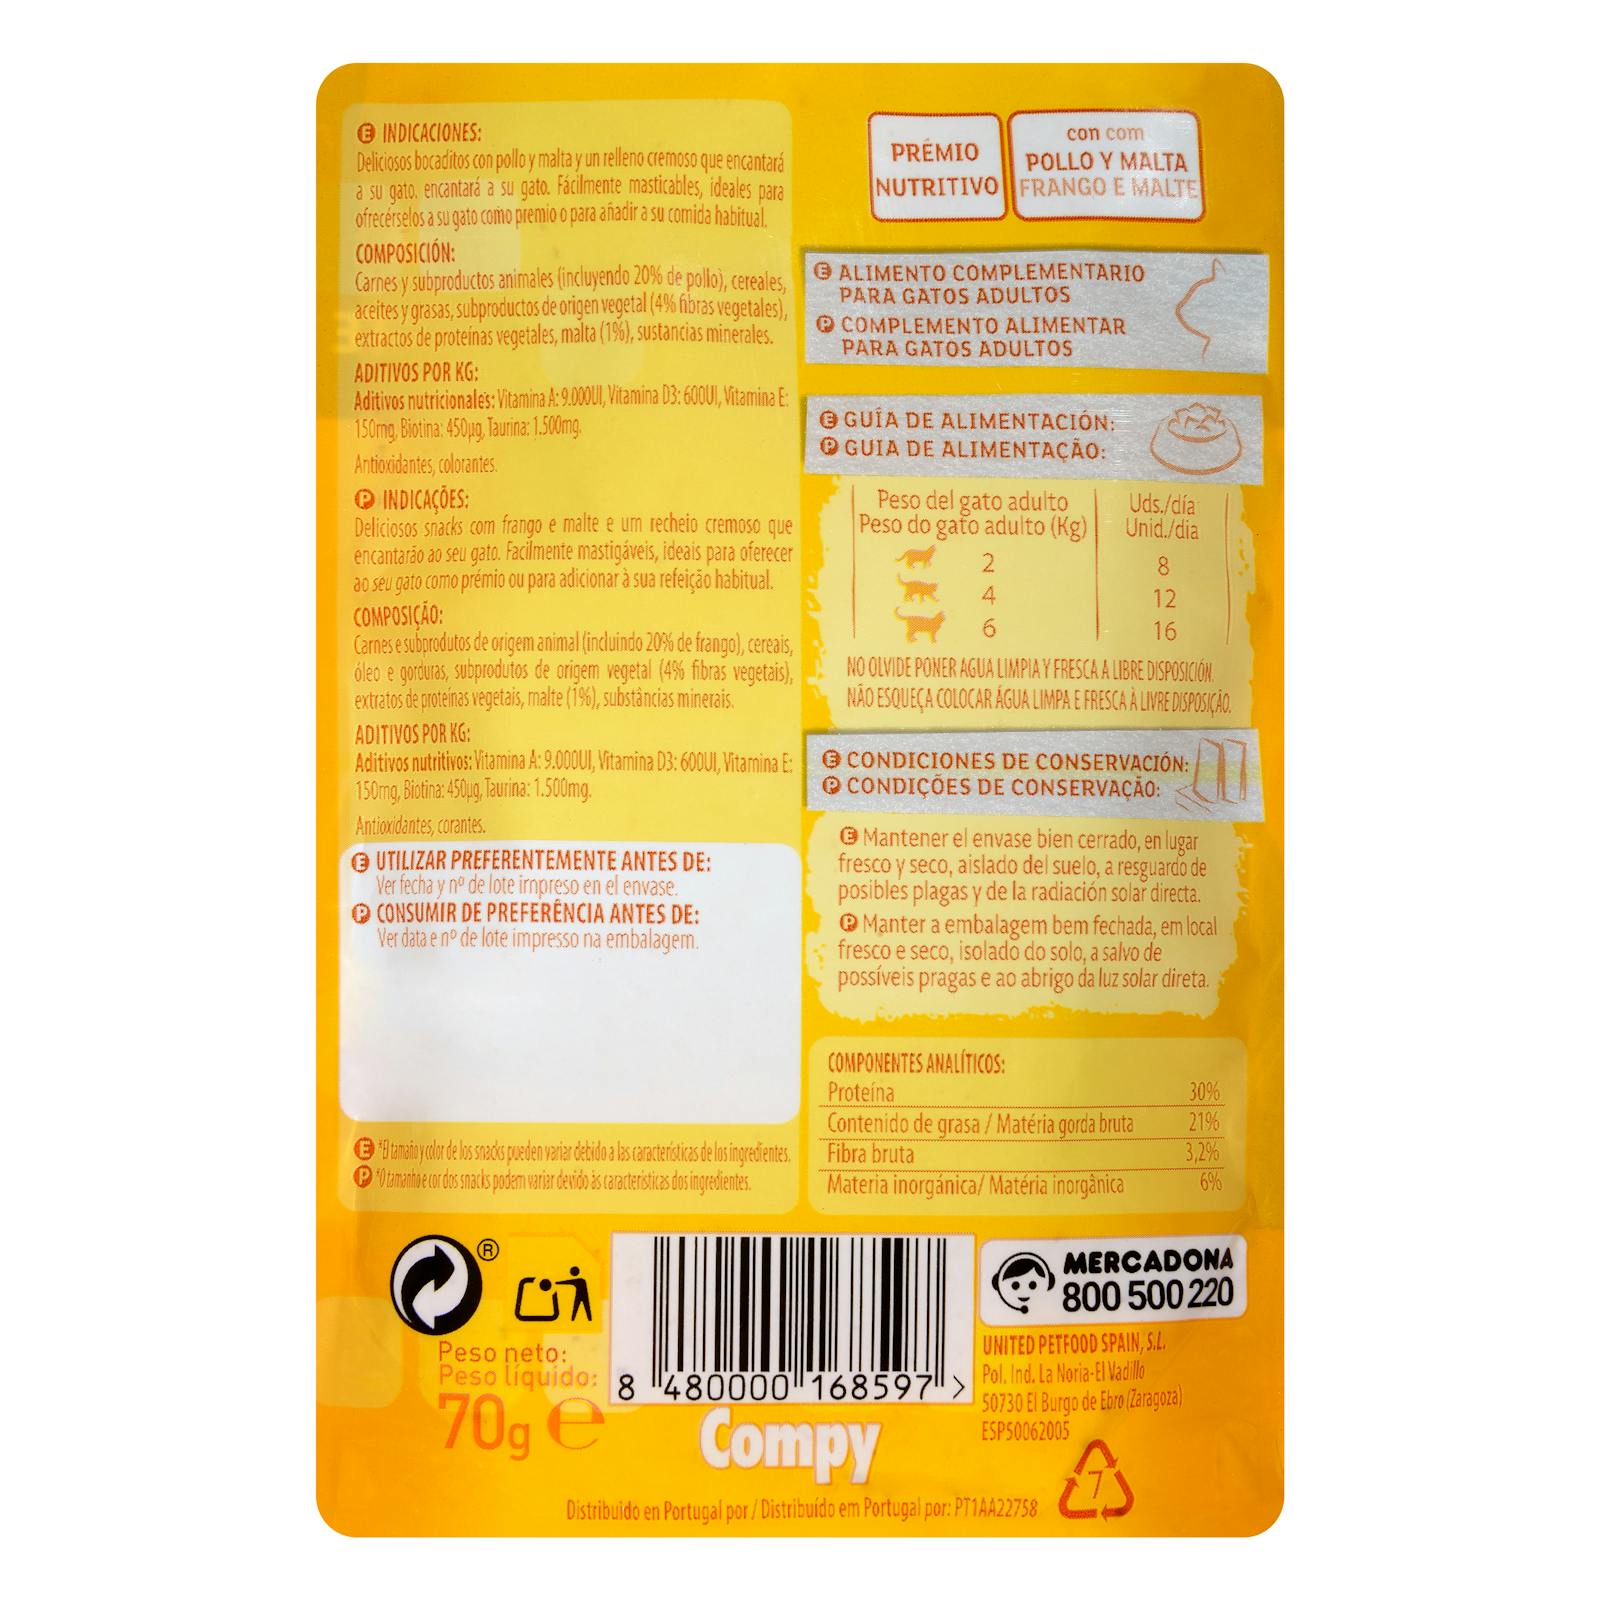 E INDICACIONES:
Deliciosos bocaditos con pollo y malta y un relleno cremoso que encantará
a su gato. encantará a su gato. Fácilmente masticables, ideales para
ofrecérselos a su gato como premio o para añadir a su comida habitual.
COMPOSICIÓN:
Carnes y subproductos animales (incluyendo 20% de pollo), cereales,
aceites y grasas, subproductos de origen vegetal (4% fibras vegetales),
extractos de proteínas vegetales, malta (1%), sustancias minerales.
ADITIVOS POR KG:
Aditivos nutricionales: Vitamina A: 9.000UI, Vitamina D3: 600UI, Vitamina E:
150mg, Biotina: 450µg, Taurina: 1.500mg.
Antioxidantes, colorantes.
P INDICAÇÕES:
Deliciosos snacks com frango e malte e um recheio cremoso que
encantarão ao seu gato. Facilmente mastigáveis, ideais para oferecer
ao seu gato como prémio ou para adicionar à sua refeição habitual.
COMPOSIÇÃO:
Carnes e subprodutos de origem animal (incluindo 20% de frango), cereais,
óleo e gorduras, subprodutos de origem vegetal (4% fibras vegetais),
extratos de proteínas vegetais, malte (1%), substâncias minerais.
ADITIVOS POR KG:
Aditivos nutritivos: Vitamina A: 9.000UI, Vitamina D3: 600UI, Vitamina E:
150mg, Biotina: 450µg, Taurina: 1.500mg.
Antioxidantes, corantes.
E UTILIZAR PREFERENTEMENTE ANTES DE:
Ver fecha y nº de lote impreso en el envase.
P CONSUMIR DE PREFERÊNCIA ANTES DE:
Ver data e nº de lote impresso na embalagem.
E *El tamaño y color de los snacks pueden variar debido a las características de los ingredientes.
P *O tamanho e cor dos snacks podem variar devido às características dos ingredientes.
PRÉMIO
NUTRITIVO
con com
POLLO Y MALTA
FRANGO E MALTE
E ALIMENTO COMPLEMENTARIO
PARA GATOS ADULTOS
P COMPLEMENTO ALIMENTAR
PARA GATOS ADULTOS
E GUÍA DE ALIMENTACIÓN:
P GUIA DE ALIMENTAÇÃO:
Peso del gato adulto Uds./día
Peso do gato adulto (Kg) Unid./dia
2 8
4 12
6 16
NO OLVIDE PONER AGUA LIMPIA Y FRESCA A LIBRE DISPOSICIÓN.
NÃO ESQUEÇA COLOCAR ÁGUA LIMPA E FRESCA À LIVRE DISPOSIÇÃO.
E CONDICIONES DE CONSERVACIÓN:
P CONDIÇÕES DE CONSERVAÇÃO:
E Mantener el envase bien cerrado, en lugar
fresco y seco, aislado del suelo, a resguardo de
posibles plagas y de la radiación solar directa.
P Manter a embalagem bem fechada, em local
fresco e seco, isolado do solo, a salvo de
possíveis pragas e ao abrigo da luz solar direta.
COMPONENTES ANALÍTICOS:
Proteína 30%
Contenido de grasa / Matéria gorda bruta 21%
Fibra bruta 3,2%
Materia inorgánica/ Matéria inorgânica 6%
®
Peso neto:
Peso líquido:
70g e
8 480000 168597 >
Compy
MERCADONA
800 500 220
UNITED PETFOOD SPAIN, S.L.
Pol. Ind. La Noria-El Vadillo
50730 El Burgo de Ebro (Zaragoza)
ESP50062005
7
Distribuido en Portugal por / Distribuído em Portugal por: PT1AA22758